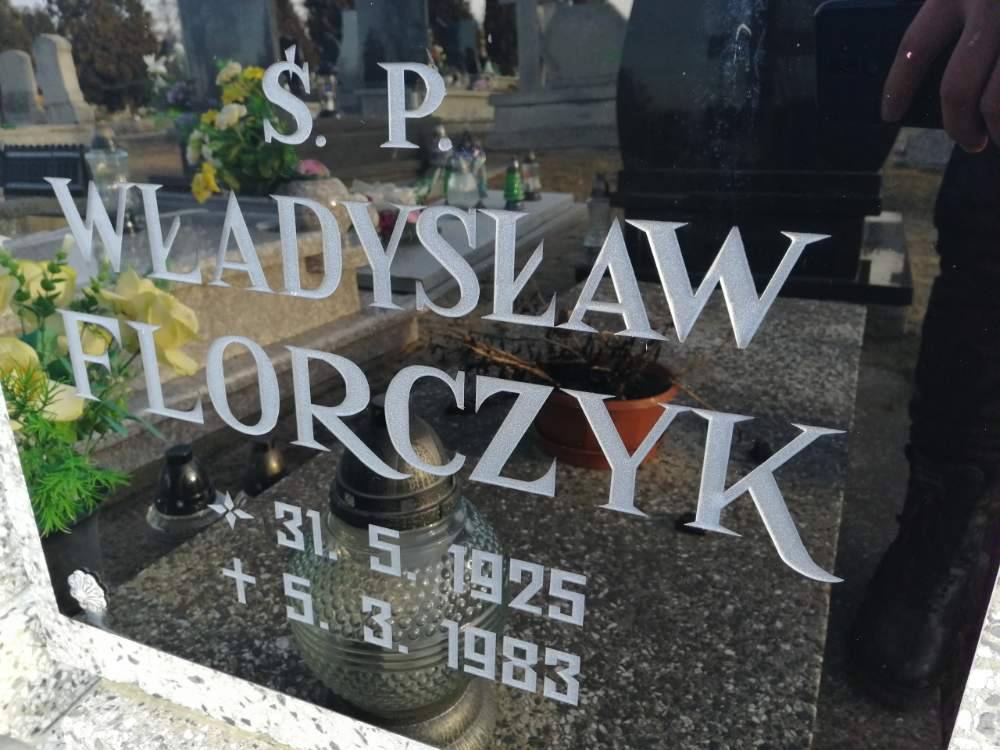 Ś. P.
WŁADYSŁAW
FLORCZYK
* 31. 5. 1925
† 5. 3. 1983